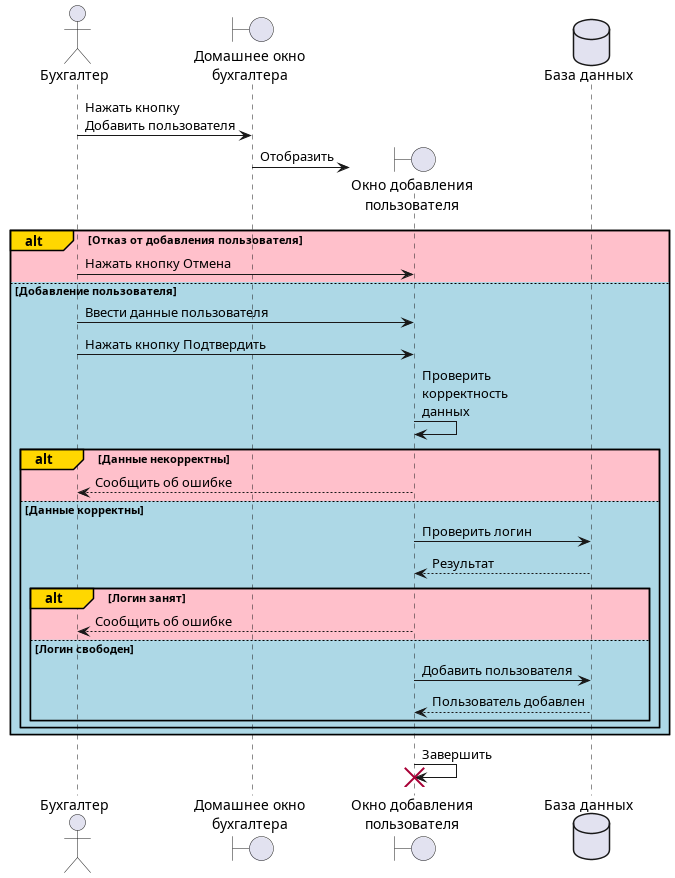 Бухгалтер
Домашнее окно
бухгалтера
База данных
Нажать кнопку
Добавить пользователя
Отобразить
Окно добавления
пользователя
alt [Отказ от добавления пользователя]
Нажать кнопку Отмена
[Добавление пользователя]
Ввести данные пользователя
Нажать кнопку Подтвердить
Проверить
корректность
данных
alt [Данные некорректны]
Сообщить об ошибке
[Данные корректны]
Проверить логин
Результат
alt [Логин занят]
Сообщить об ошибке
[Логин свободен]
Добавить пользователя
Пользователь добавлен
Завершить
Бухгалтер
Домашнее окно
бухгалтера
Окно добавления
пользователя
База данных